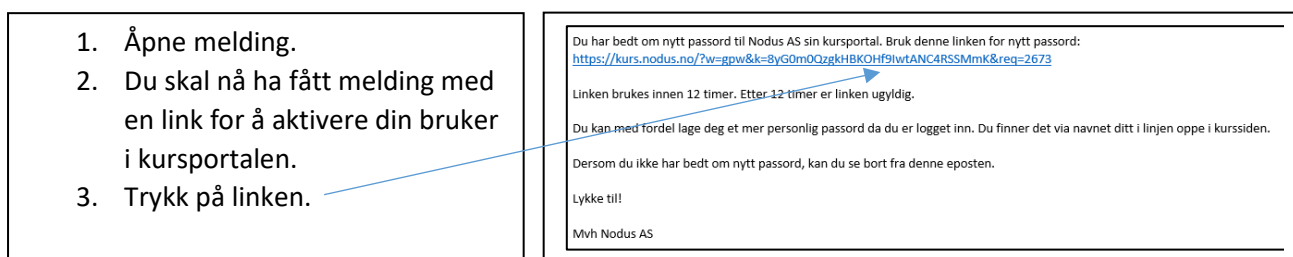 1. Åpne melding.
2. Du skal nå ha fått melding med
en link for å aktivere din bruker
i kursportalen.
3. Trykk på linken.
Du har bedt om nytt passord til Nodus AS sin kursportal. Bruk denne linken for nytt passord:
https://kurs.nodus.no/?w=gpw&k=8yG0m0QzgkHBKOHf9IwtANC4RSSMmK&req=2673
Linken brukes innen 12 timer. Etter 12 timer er linken ugyldig.
Du kan med fordel lage deg et mer personlig passord da du er logget inn. Du finner det via navnet ditt i linjen oppe i kurssiden.
Dersom du ikke har bedt om nytt passord, kan du se bort fra denne eposten.
Lykke til!
Mvh Nodus AS